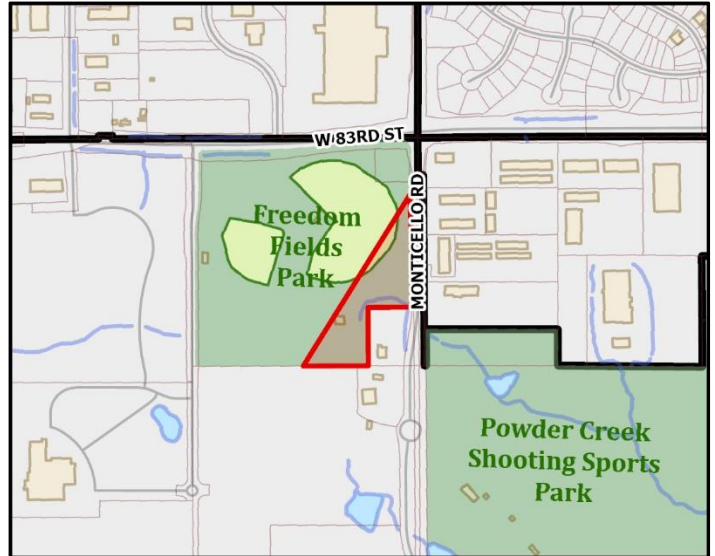 W 83RD ST
MONTICELLO RD
Freedom
Fields
Park
Powder Creek
Shooting Sports
Park